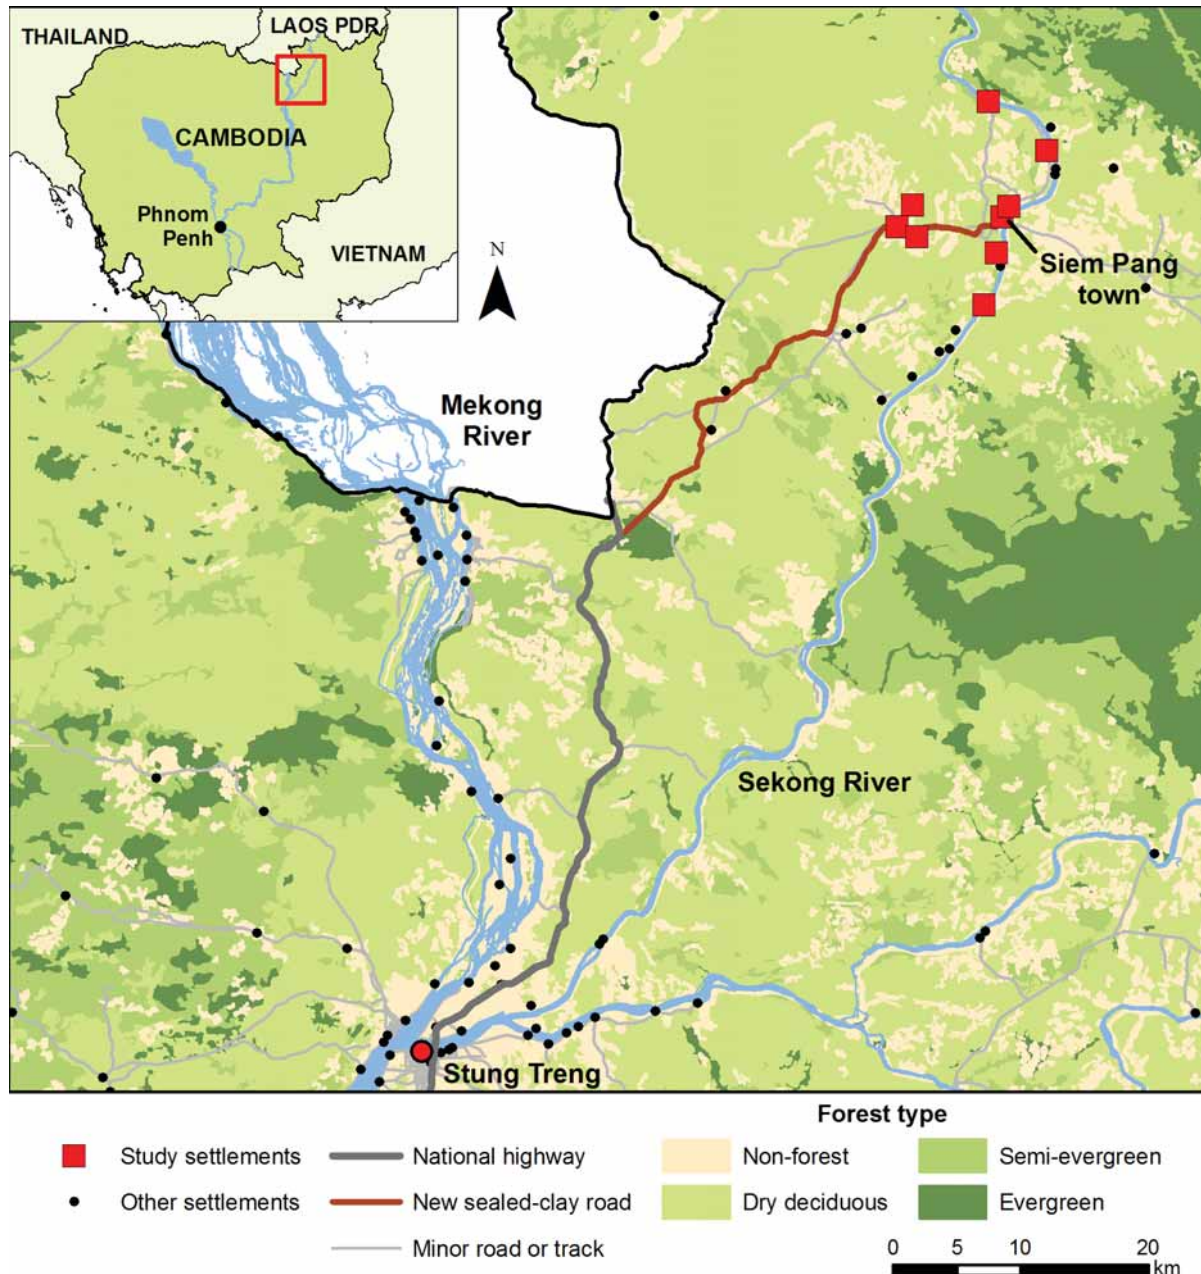 THAILAND
LAOS PDR
CAMBODIA
Phnom
Penh
VIETNAM
N
Siem Pang
town
Mekong
River
Sekong River
Stung Treng
Forest type
Study settlements
National highway
Non-forest
Semi-evergreen
Other settlements
New sealed-clay road
Dry deciduous
Evergreen
Minor road or track
0 5 10 20
km